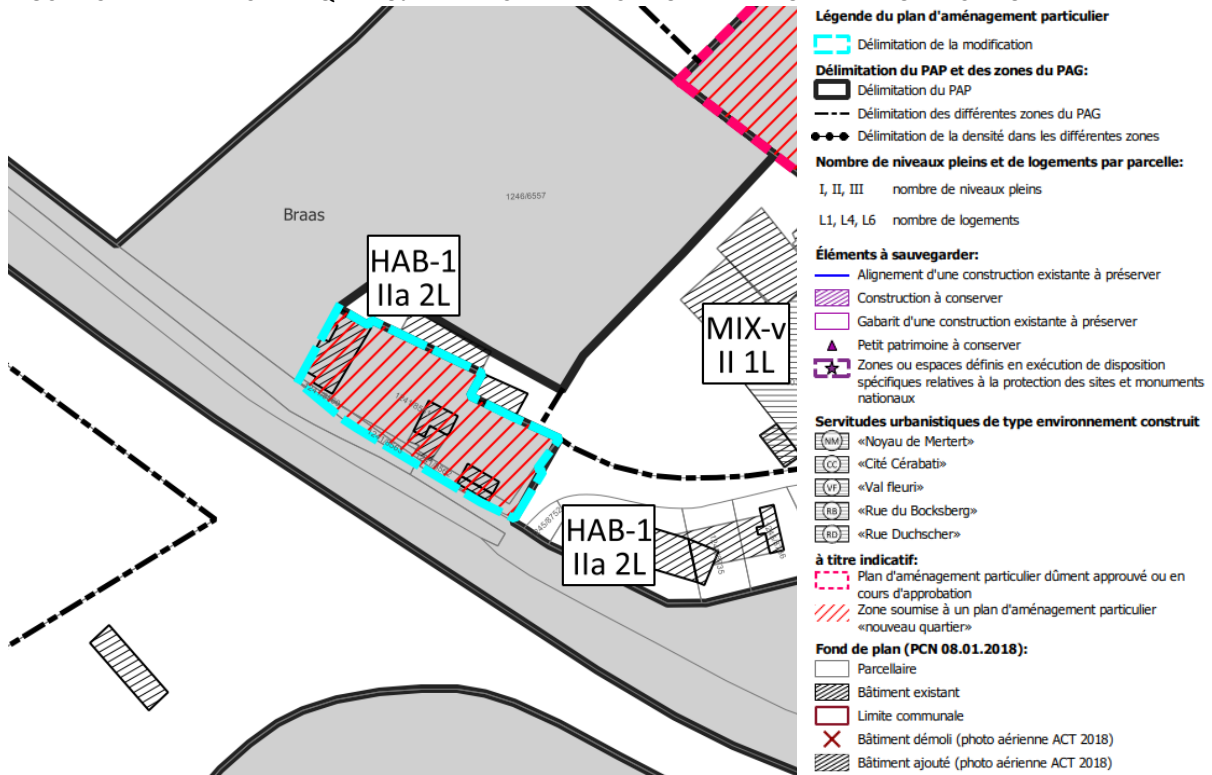 1246/6557
Braas
HAB-1
IIa 2L
MIX-v
II 1L
HAB-1
IIa 2L
Légende du plan d'aménagement particulier
Délimitation de la modification
Délimitation du PAP et des zones du PAG:
Délimitation du PAP
Délimitation des différentes zones du PAG
Délimitation de la densité dans les différentes zones
Nombre de niveaux pleins et de logements par parcelle:
I, II, III nombre de niveaux pleins
L1, L4, L6 nombre de logements
Éléments à sauvegarder:
Alignement d'une construction existante à préserver
Construction à conserver
Gabarit d'une construction existante à préserver
Petit patrimoine à conserver
Zones ou espaces définis en exécution de disposition
spécifiques relatives à la protection des sites et monuments
nationaux
Servitudes urbanistiques de type environnement construit
NM «Noyau de Mertert»
CC «Cité Cérabati»
VF «Val fleuri»
RB «Rue du Bocksberg»
RD «Rue Duchscher»
à titre indicatif:
Plan d'aménagement particulier dûment approuvé ou en
cours d'approbation
Zone soumise à un plan d'aménagement particulier
«nouveau quartier»
Fond de plan (PCN 08.01.2018):
Parcellaire
Bâtiment existant
Limite communale
Bâtiment démoli (photo aérienne ACT 2018)
Bâtiment ajouté (photo aérienne ACT 2018)